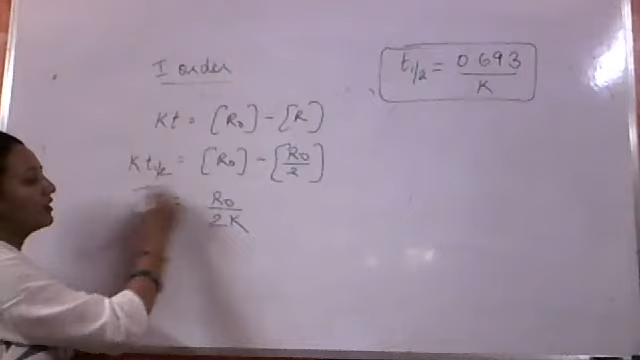 I order
t1/2 = 0.693/K
Kt = [R0] - [R]
Kt1/2 = [R0] - [R0/2]
= R0/2K